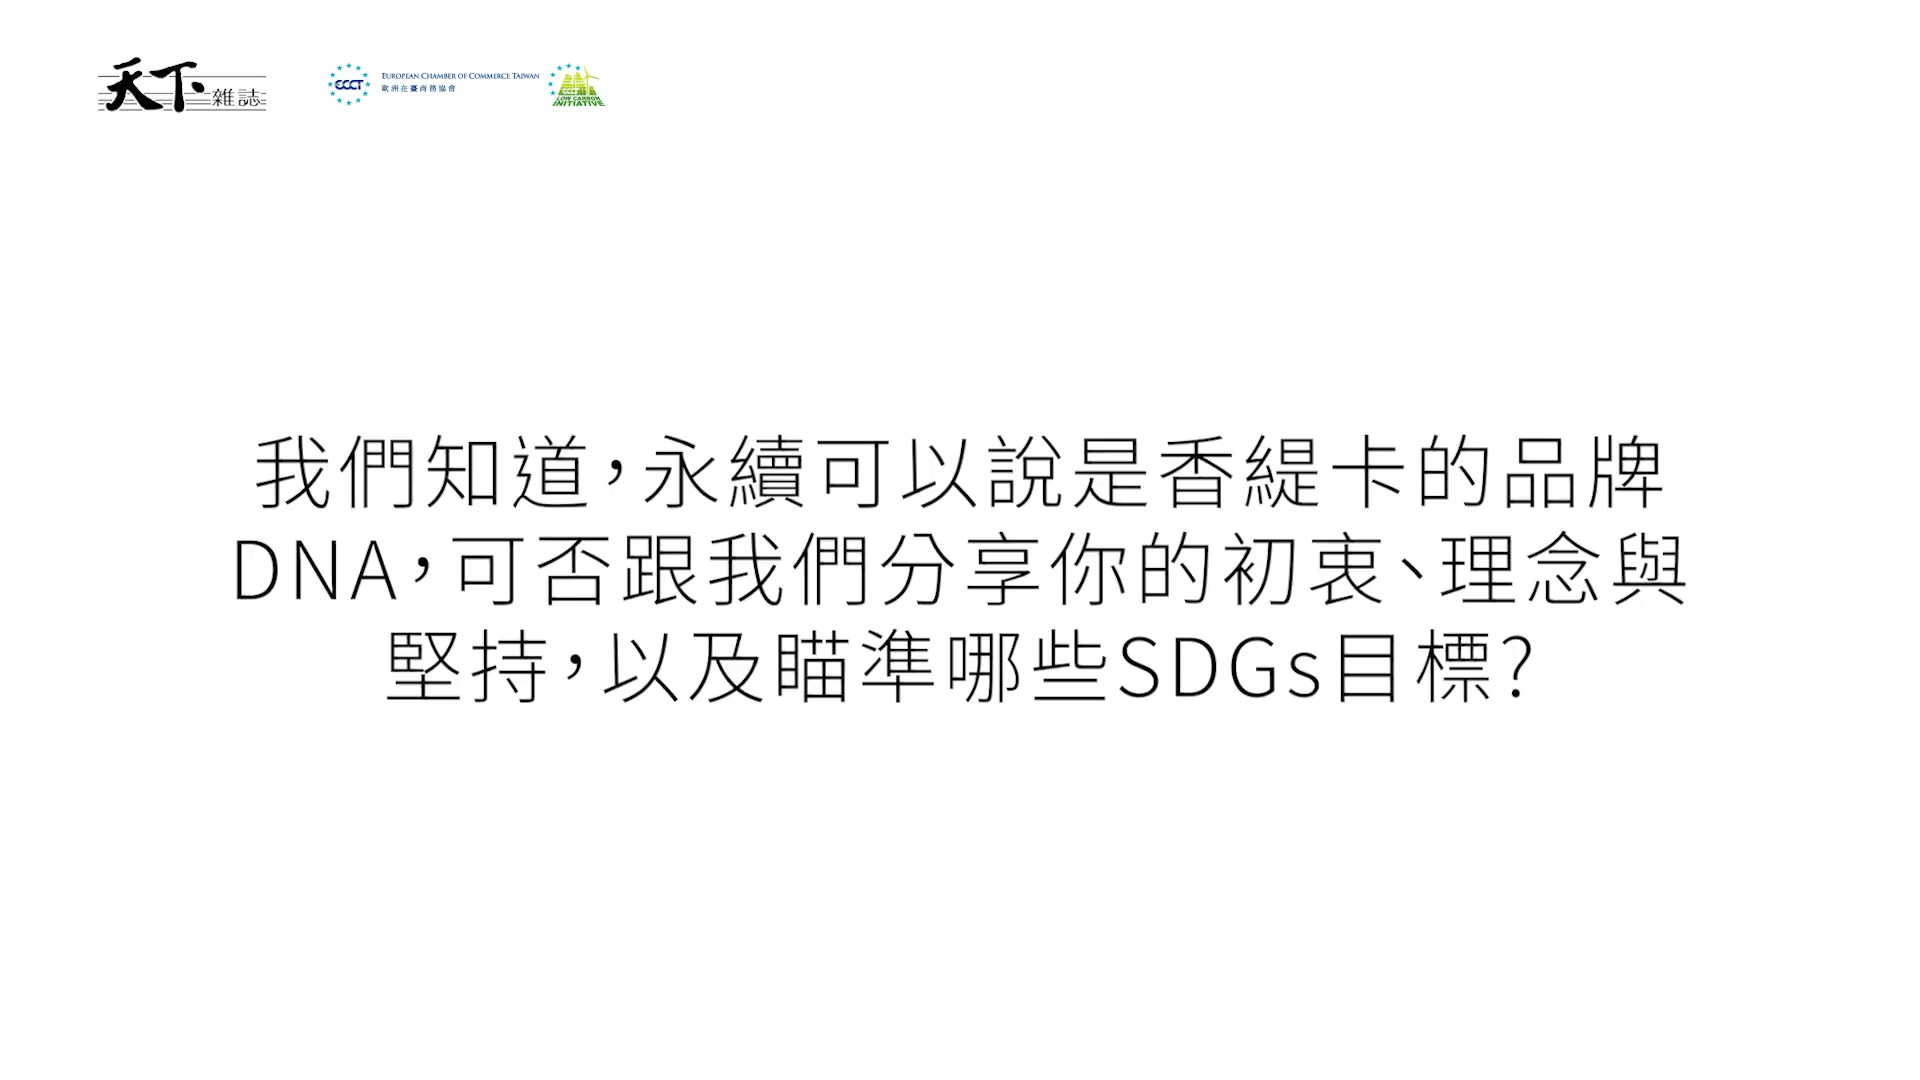 天下雜誌
ECCT
EUROPEAN CHAMBER OF COMMERCE TAIWAN
歐洲在臺商務協會
LOW CARBON
INITIATIVE
我們知道，永續可以說是香緹卡的品牌
DNA，可否跟我們分享你的初衷、理念與
堅持，以及瞄準哪些SDGs目標？